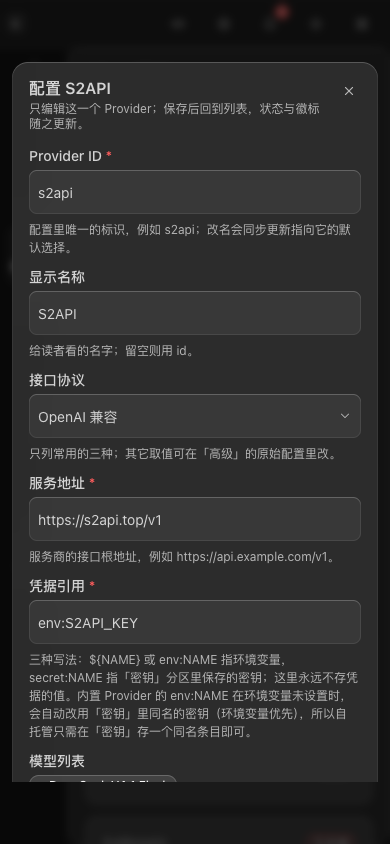 配置 S2API
只编辑这一个 Provider；保存后回到列表，状态与徽标
随之更新。
Provider ID *
s2api
配置里唯一的标识，例如 s2api；改名会同步更新指向它的默
认选择。
显示名称
S2API
给读者看的名字；留空则用 id。
接口协议
OpenAI 兼容
只列常用的三种；其它取值可在「高级」的原始配置里改。
服务地址 *
https://s2api.top/v1
服务商的接口根地址，例如 https://api.example.com/v1。
凭据引用 *
env:S2API_KEY
三种写法：${NAME} 或 env:NAME 指环境变量，
secret:NAME 指「密钥」分区里保存的密钥；这里永远不存凭
据的值。内置 Provider 的 env:NAME 在环境变量未设置时，
会自动改用「密钥」里同名的密钥（环境变量优先），所以自
托管只需在「密钥」存一个同名条目即可。
模型列表